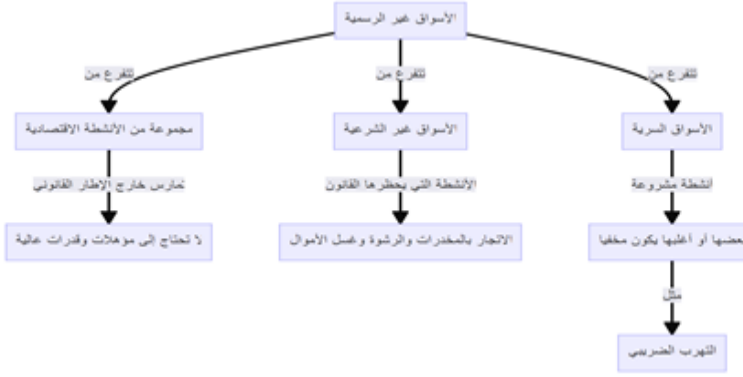 الأسواق غير الرسمية
تتفرع من
تتفرع من
تتفرع من
الأسواق السرية
الأسواق غير الشرعية
مجموعة من الأنشطة الاقتصادية
أنشطة مشروعة
الأنشطة التي يحظرها القانون
تمارس خارج الإطار القانوني
بعضها أو أغلبها يكون مخفيا
الاتجار بالمخدرات والرشوة وغسل الأموال
لا تحتاج إلى مؤهلات وقدرات عالية
مثل
التهرب الضريبي